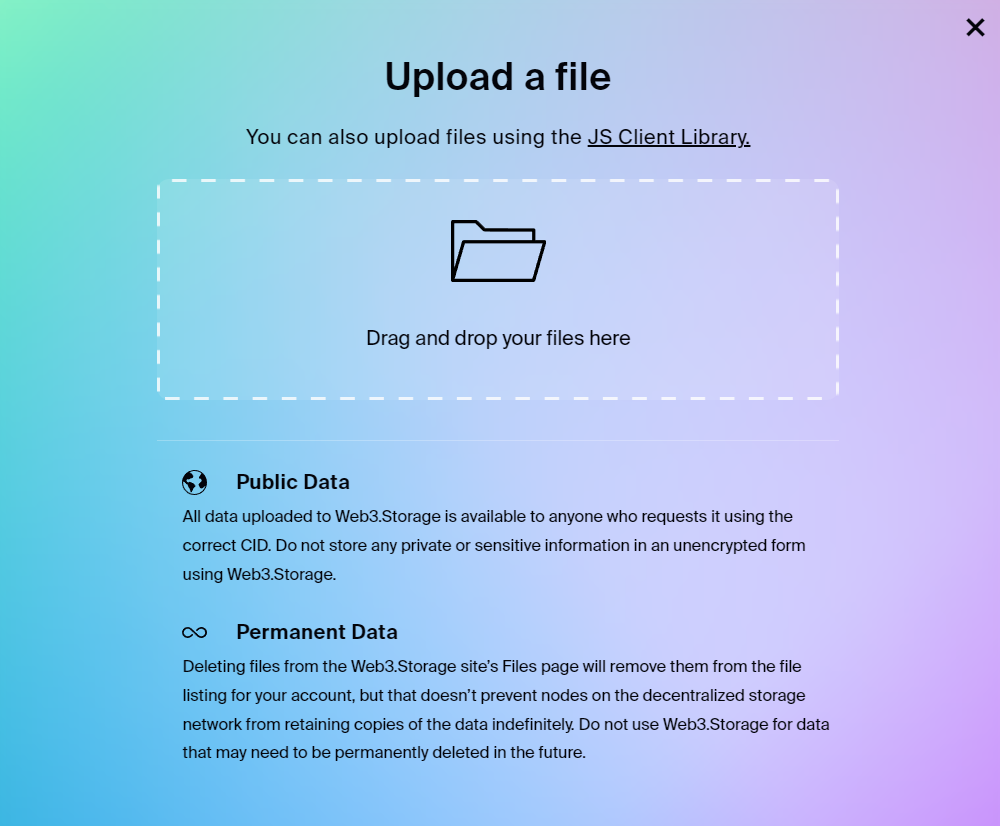 Upload a file
You can also upload files using the JS Client Library.
Drag and drop your files here
Public Data
All data uploaded to Web3.Storage is available to anyone who requests it using the
correct CID. Do not store any private or sensitive information in an unencrypted form
using Web3.Storage.
Permanent Data
Deleting files from the Web3.Storage site’s Files page will remove them from the file
listing for your account, but that doesn’t prevent nodes on the decentralized storage
network from retaining copies of the data indefinitely. Do not use Web3.Storage for data
that may need to be permanently deleted in the future.